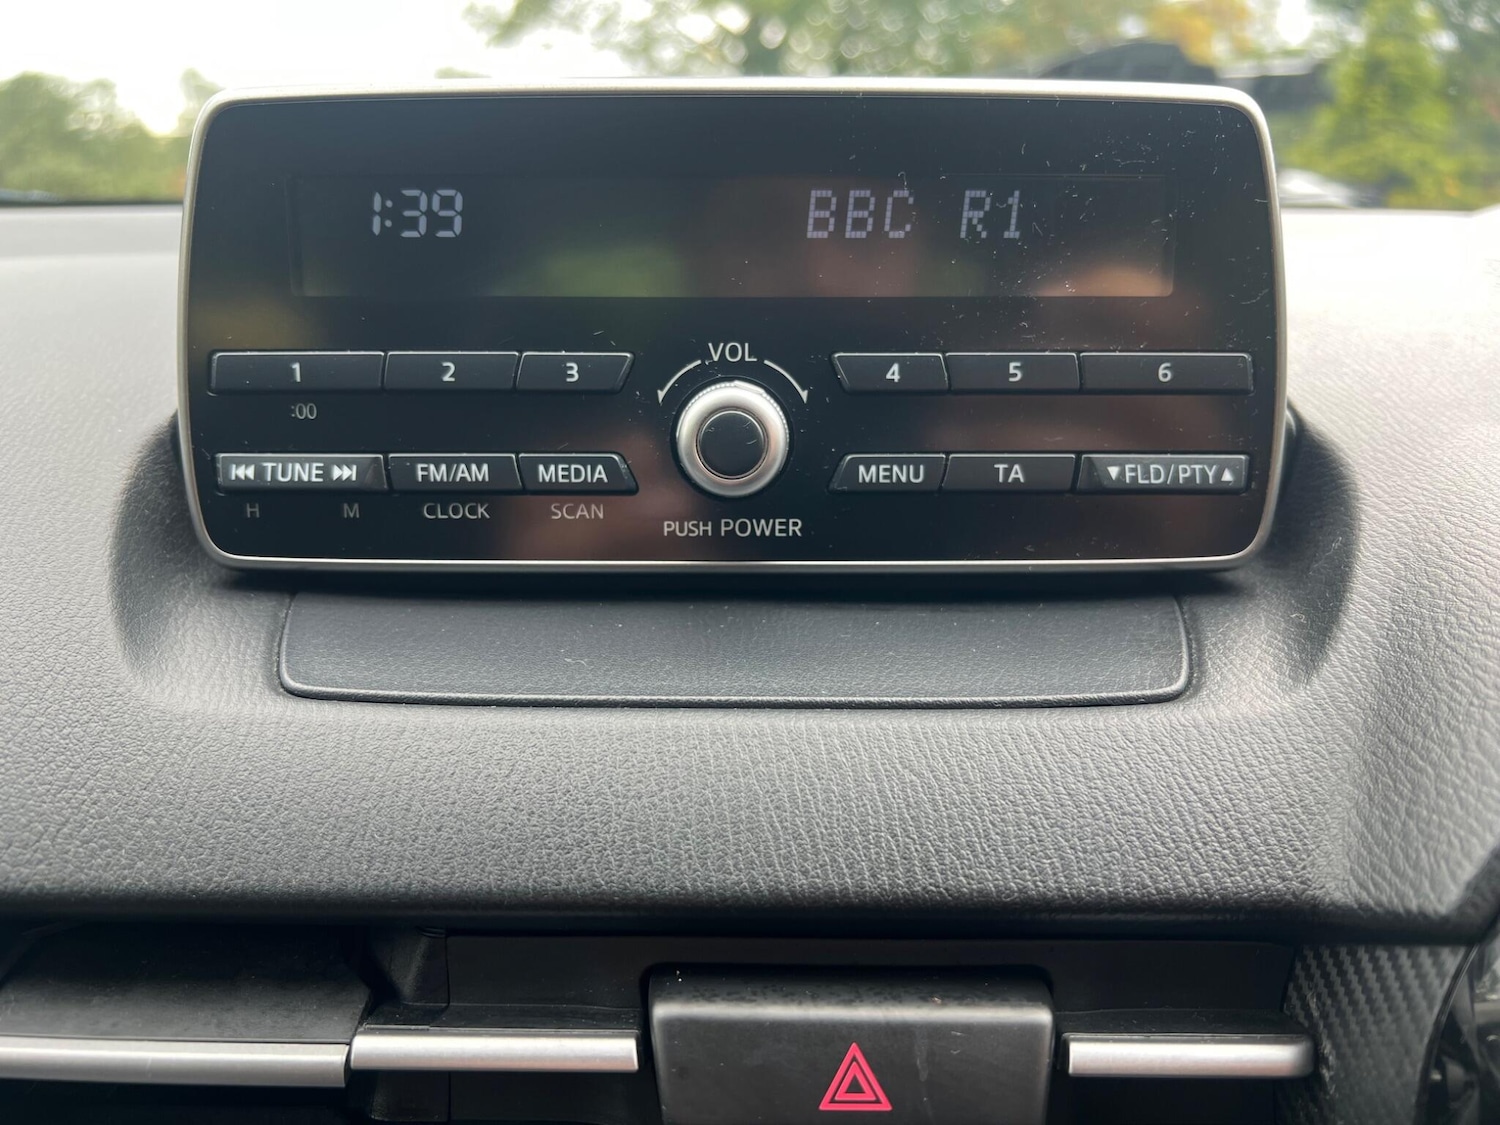 1:39 BBC R1
VOL
1 2 3 4 5 6
:00
TUNE FM/AM MEDIA MENU TA ▼FLD/PTY▲
H M CLOCK SCAN
PUSH POWER